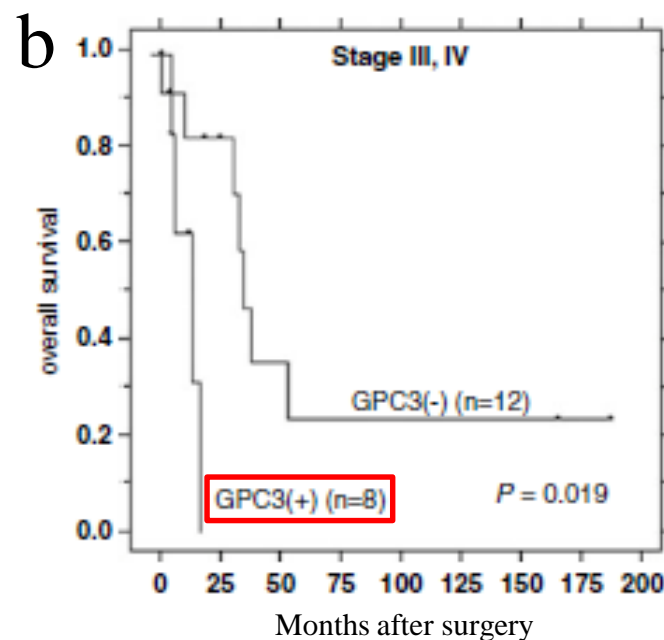 b
Stage III, IV
1.0
0.8
0.6
0.4
0.2
0.0
overall survival
GPC3(-) (n=12)
GPC3(+) (n=8)
P = 0.019
0 25 50 75 100 125 150 175 200
Months after surgery